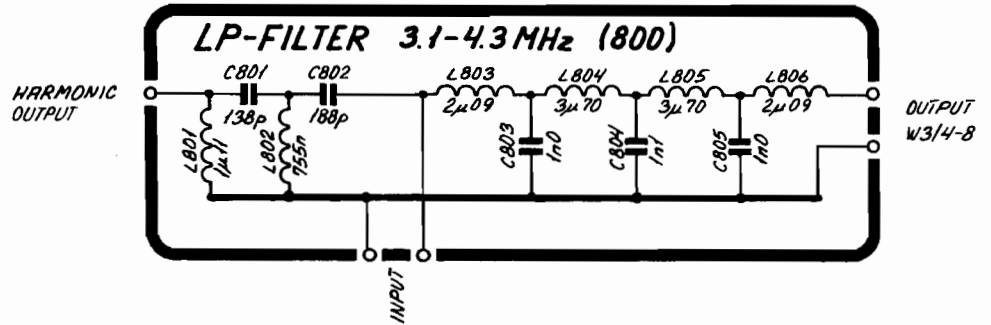 LP-FILTER 3.1-4.3 MHz (800)
HARMONIC
OUTPUT
C801
138p
C802
188p
L801
1µ11
L802
755n
L803
2µ09
L804
3µ70
L805
3µ70
L806
2µ09
C803
1n0
C804
1n1
C805
1n0
OUTPUT
W3/4-8
INPUT